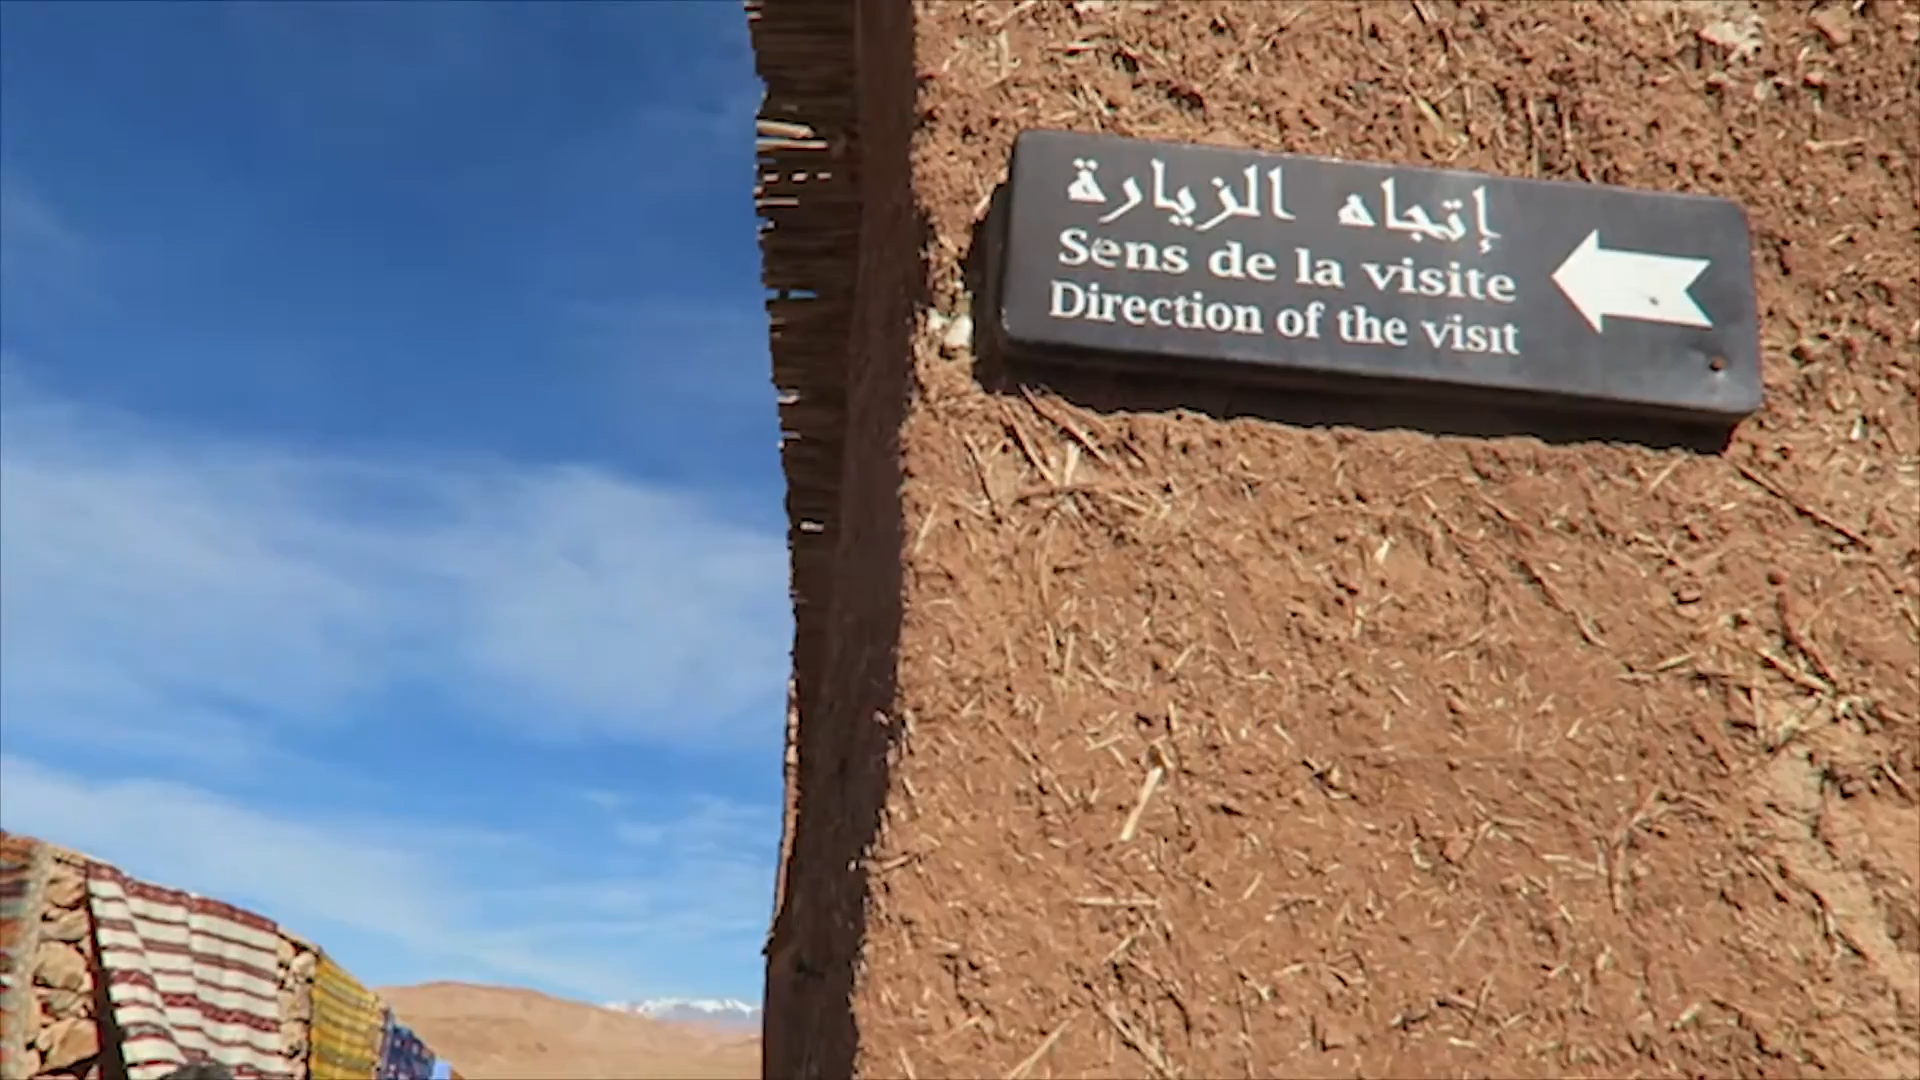 إتجاه الزيارة
Sens de la visite
Direction of the visit